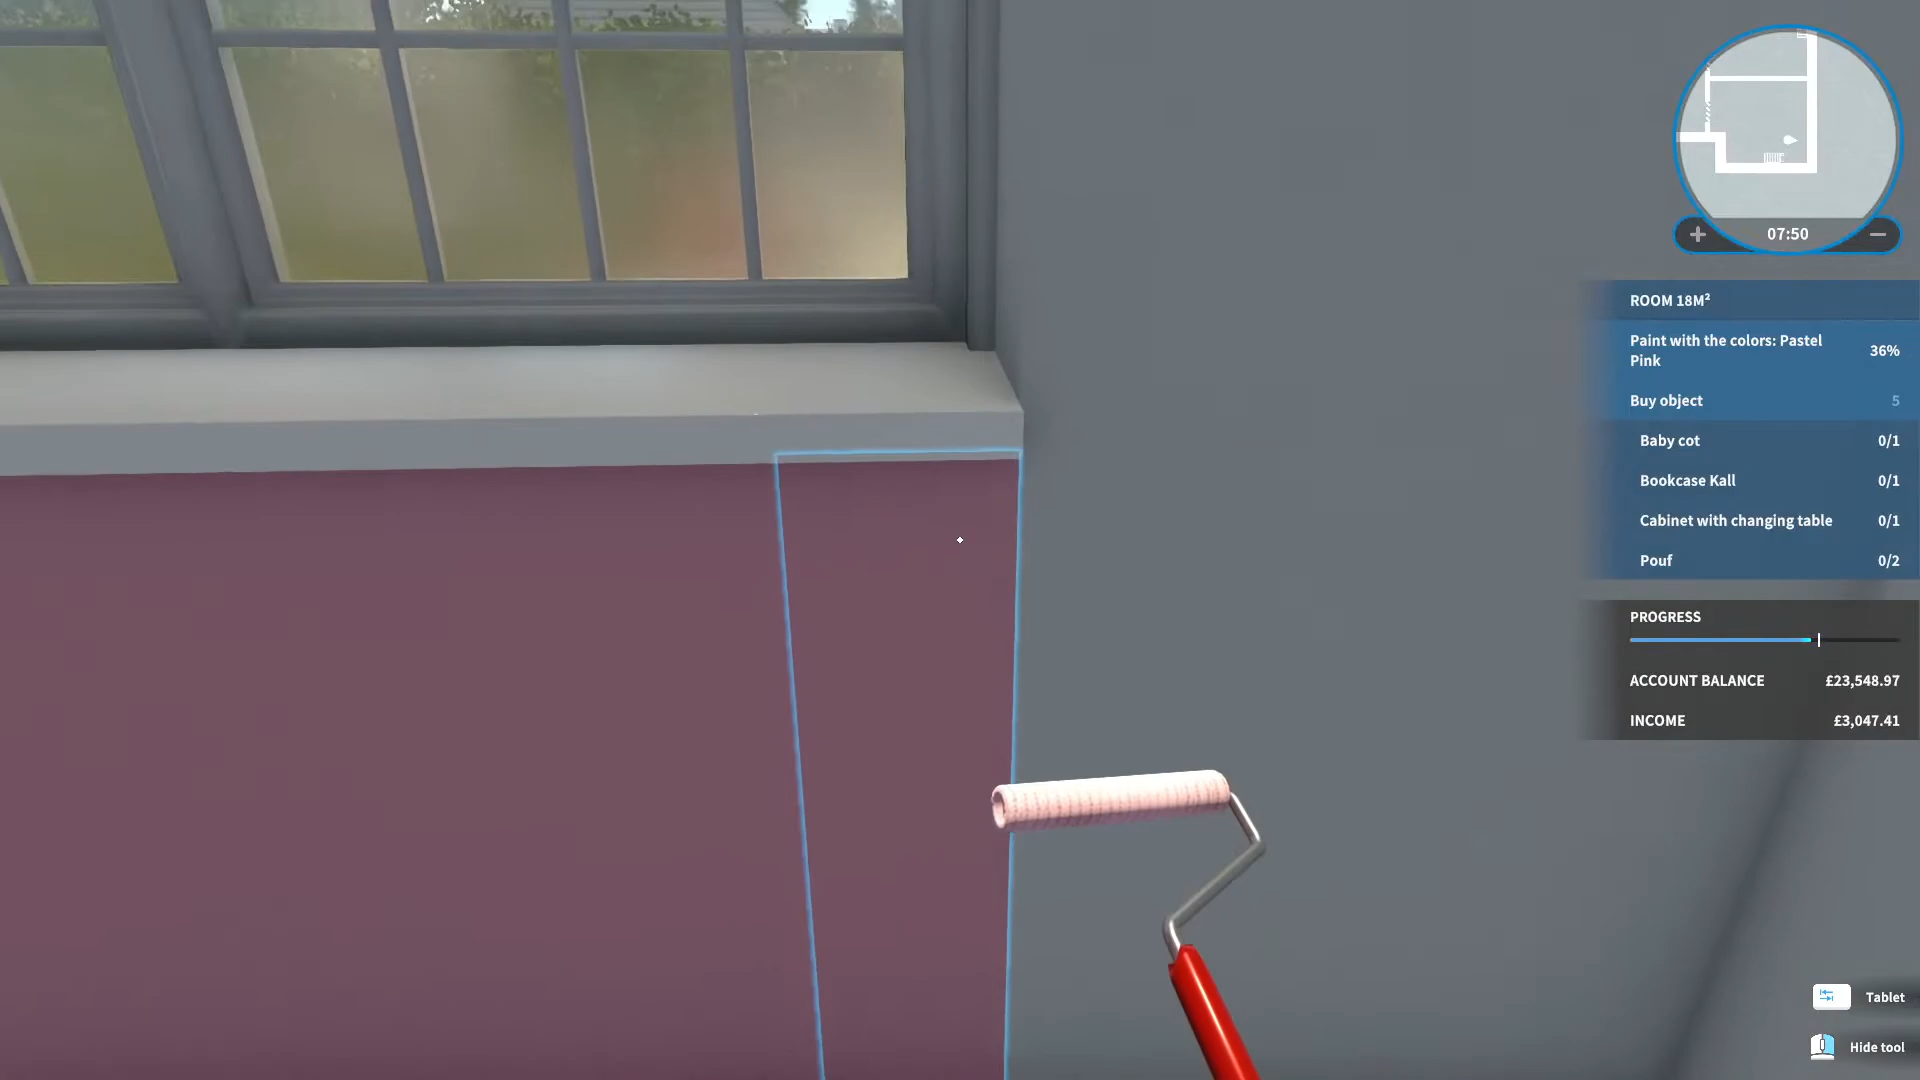 07:50
ROOM 18M²
Paint with the colors: Pastel
Pink
36%
Buy object 5
Baby cot 0/1
Bookcase Kall 0/1
Cabinet with changing table 0/1
Pouf 0/2
PROGRESS
ACCOUNT BALANCE £23,548.97
INCOME £3,047.41
Tablet
Hide tool